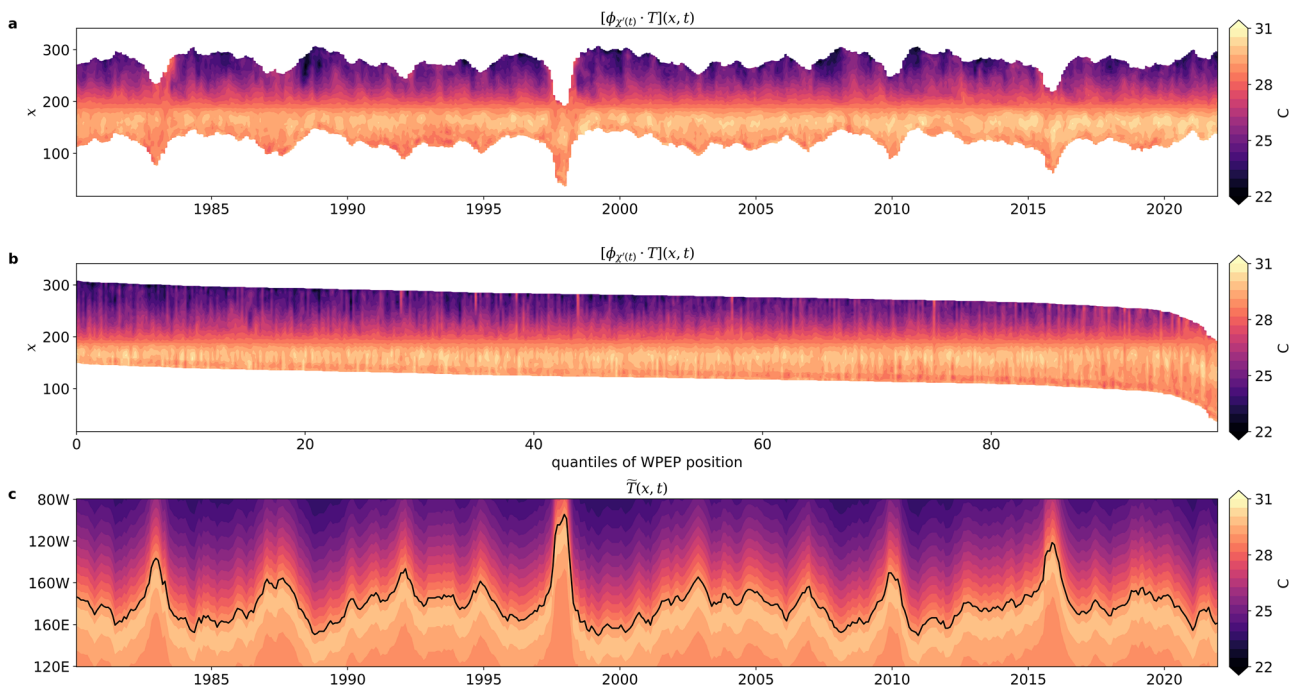 a
[ϕχ′(t) · T](x, t)
300
200
100
x
1985 1990 1995 2000 2005 2010 2015 2020
31
28
25
22
C
b
[ϕχ′(t) · T](x, t)
300
200
100
x
0 20 40 60 80
quantiles of WPEP position
31
28
25
22
C
c
T̃(x, t)
80W
120W
160W
160E
120E
1985 1990 1995 2000 2005 2010 2015 2020
31
28
25
22
C